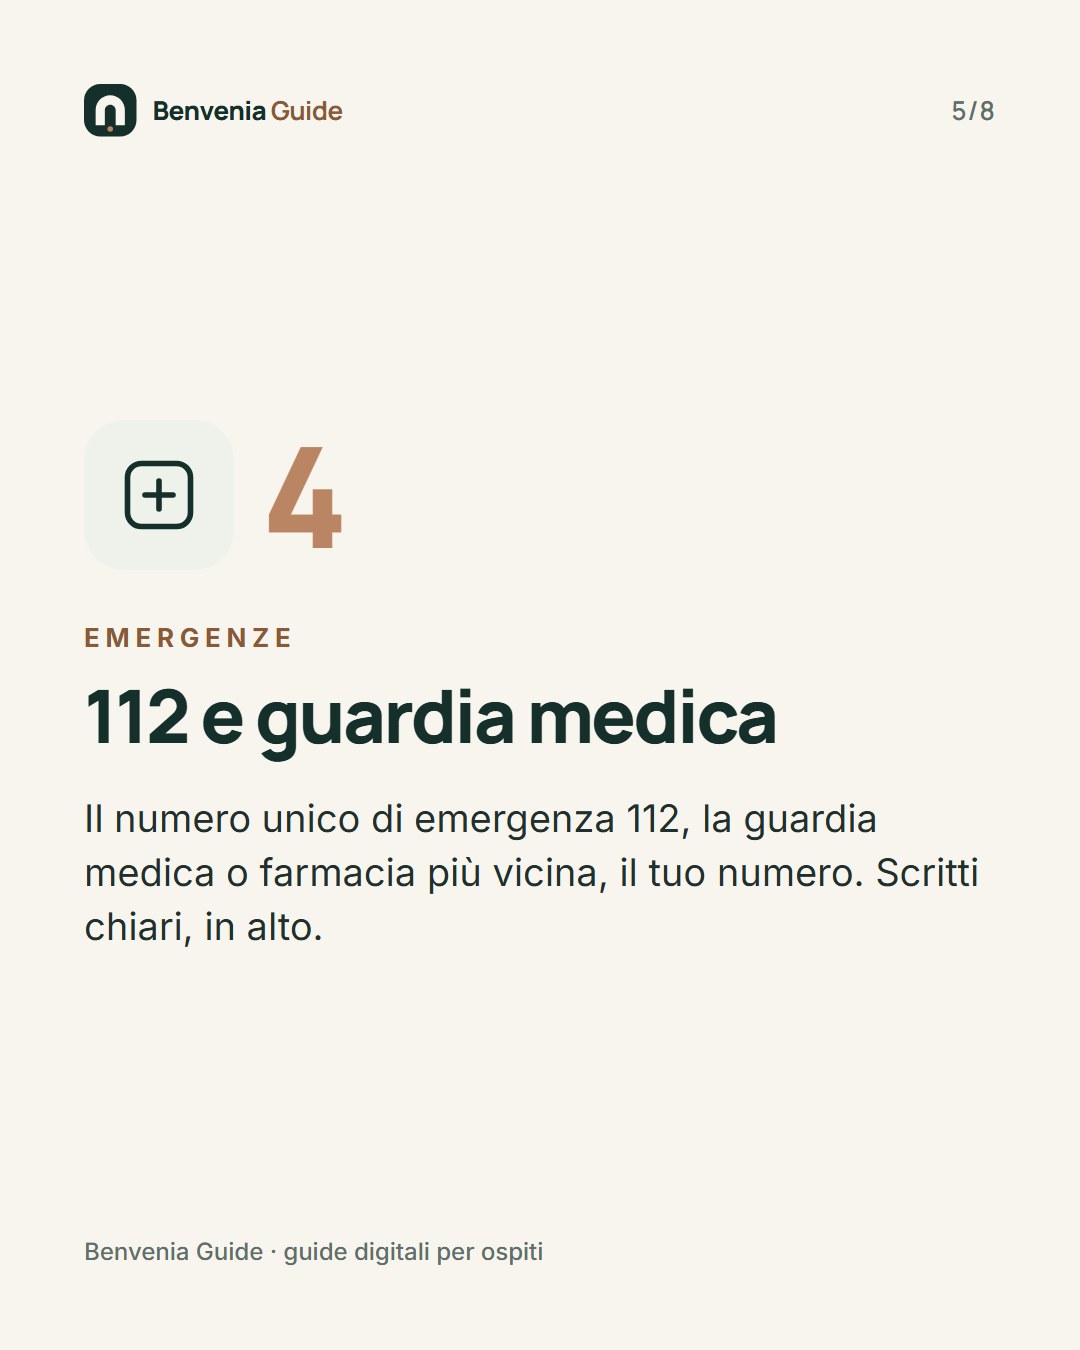 Benvenia Guide
5/8
4
EMERGENZE
112 e guardia medica
Il numero unico di emergenza 112, la guardia
medica o farmacia più vicina, il tuo numero. Scritti
chiari, in alto.
Benvenia Guide · guide digitali per ospiti